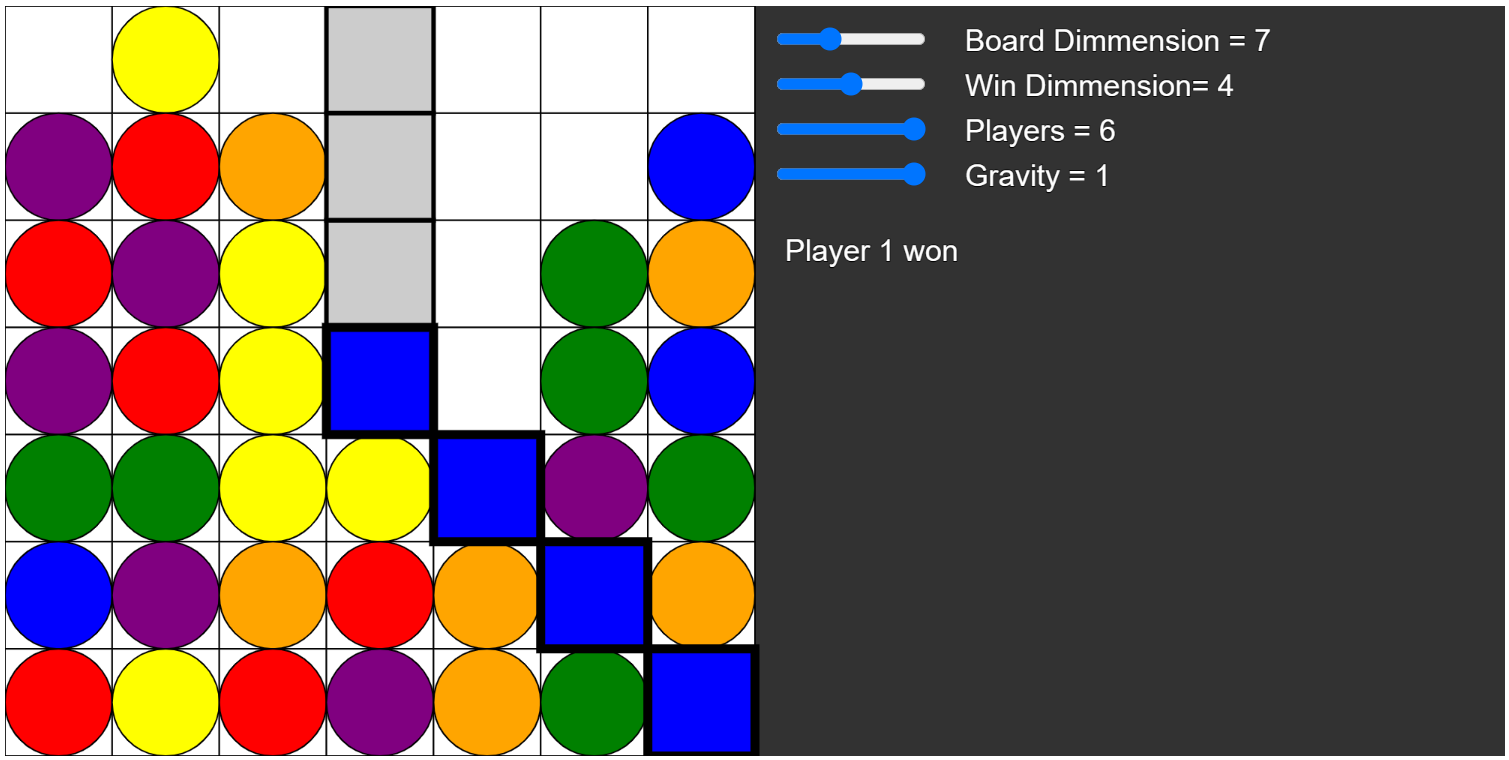 Board Dimmension = 7
Win Dimmension= 4
Players = 6
Gravity = 1
Player 1 won